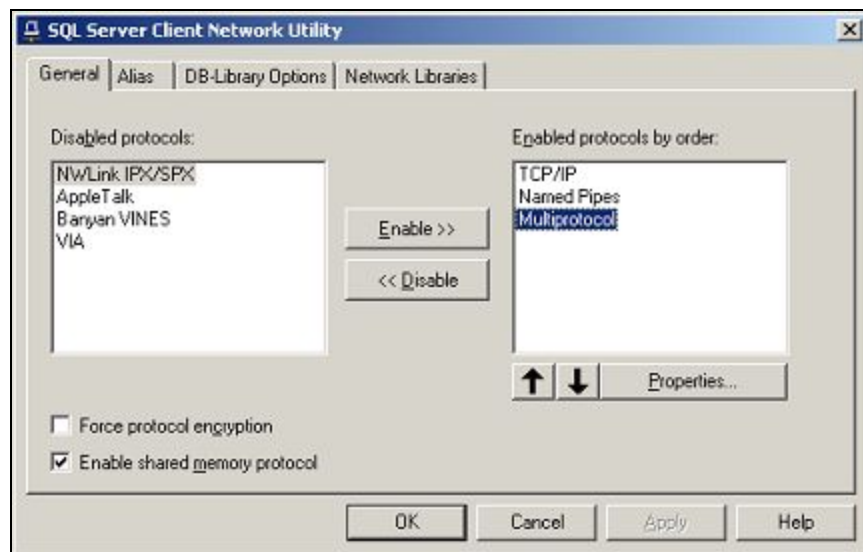 SQL Server Client Network Utility
General
Alias
DB-Library Options
Network Libraries
Disabled protocols:
NWLink IPX/SPX
AppleTalk
Banyan VINES
VIA
Enable >>
<< Disable
Enabled protocols by order:
TCP/IP
Named Pipes
Multiprotocol
Properties...
Force protocol encryption
Enable shared memory protocol
OK
Cancel
Apply
Help